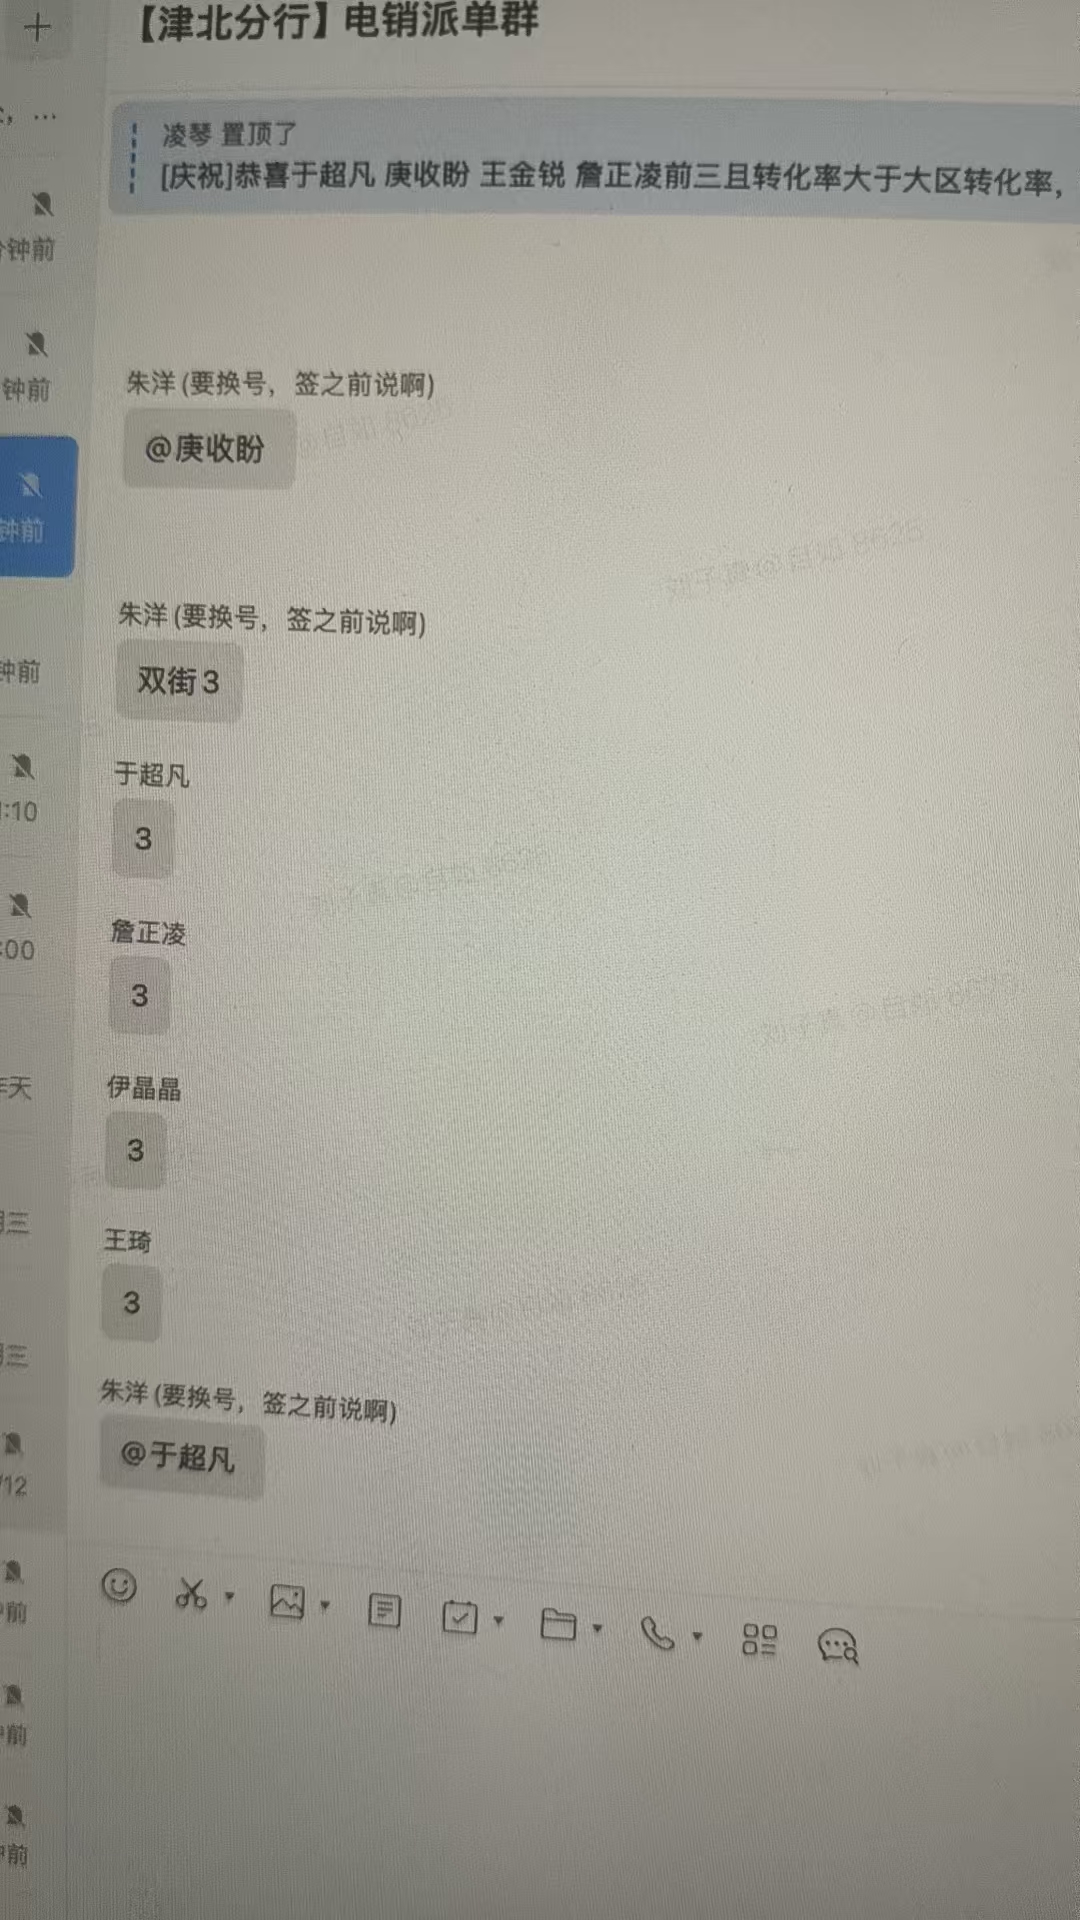 【津北分行】电销派单群
凌琴 置顶了
[庆祝]恭喜于超凡 庚收盼 王金锐 詹正凌前三且转化率大于大区转化率，
…
分钟前
钟前
钟前
钟前
:10
:00
昨天
周三
周三
/12
前
前
前
朱洋(要换号，签之前说啊)
@庚收盼
朱洋(要换号，签之前说啊)
双街3
于超凡
3
詹正凌
3
伊晶晶
3
王琦
3
朱洋(要换号，签之前说啊)
@于超凡